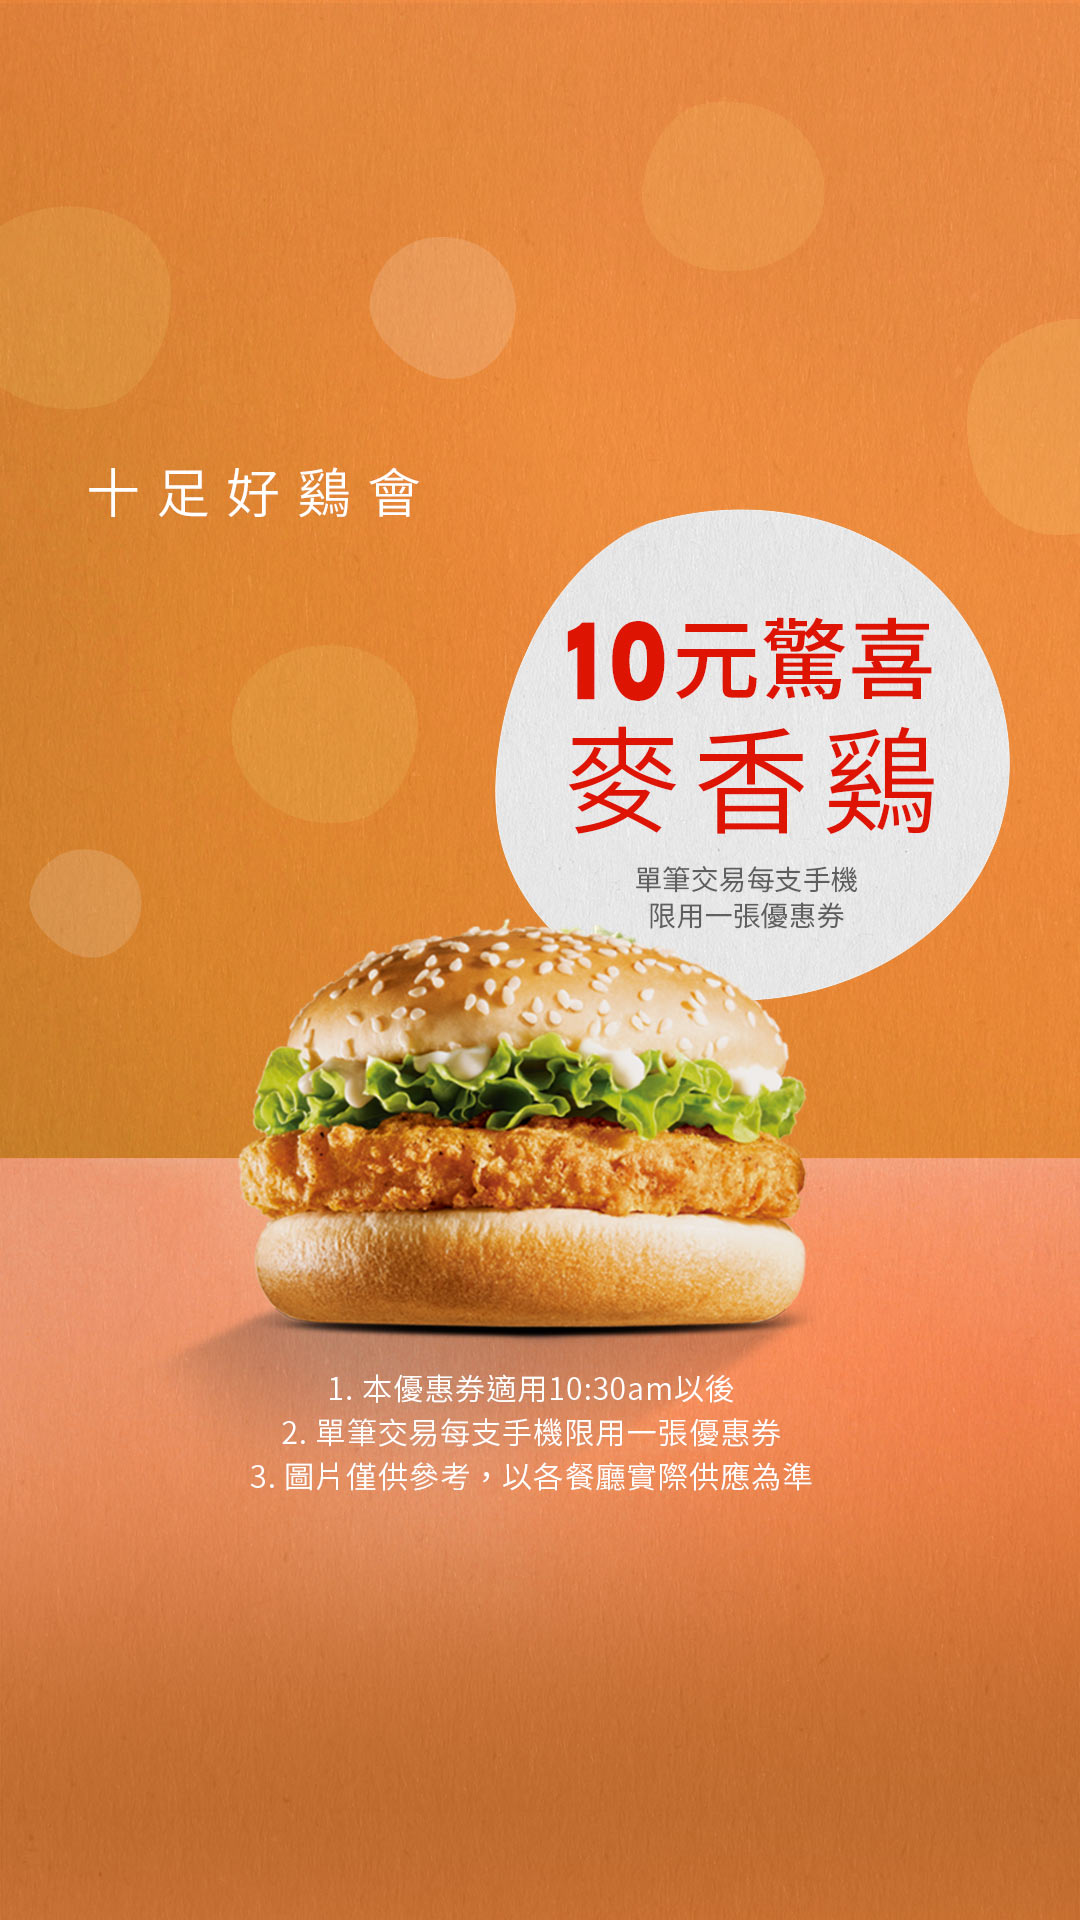 十足好鷄會
10元驚喜
麥香鷄
單筆交易每支手機
限用一張優惠券
1. 本優惠券適用10:30am以後
2. 單筆交易每支手機限用一張優惠券
3. 圖片僅供參考，以各餐廳實際供應為準